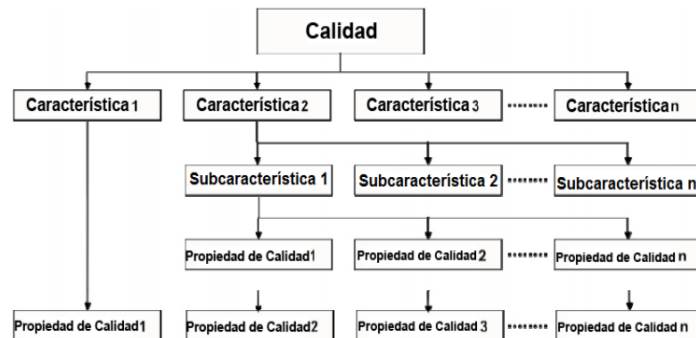 Calidad
Característica 1 Característica 2 Característica 3 Característica n
Subcaracterística 1 Subcaracterística 2 Subcaracterística n
Propiedad de Calidad 1 Propiedad de Calidad 2 Propiedad de Calidad n
Propiedad de Calidad 1 Propiedad de Calidad 2 Propiedad de Calidad 3 Propiedad de Calidad n